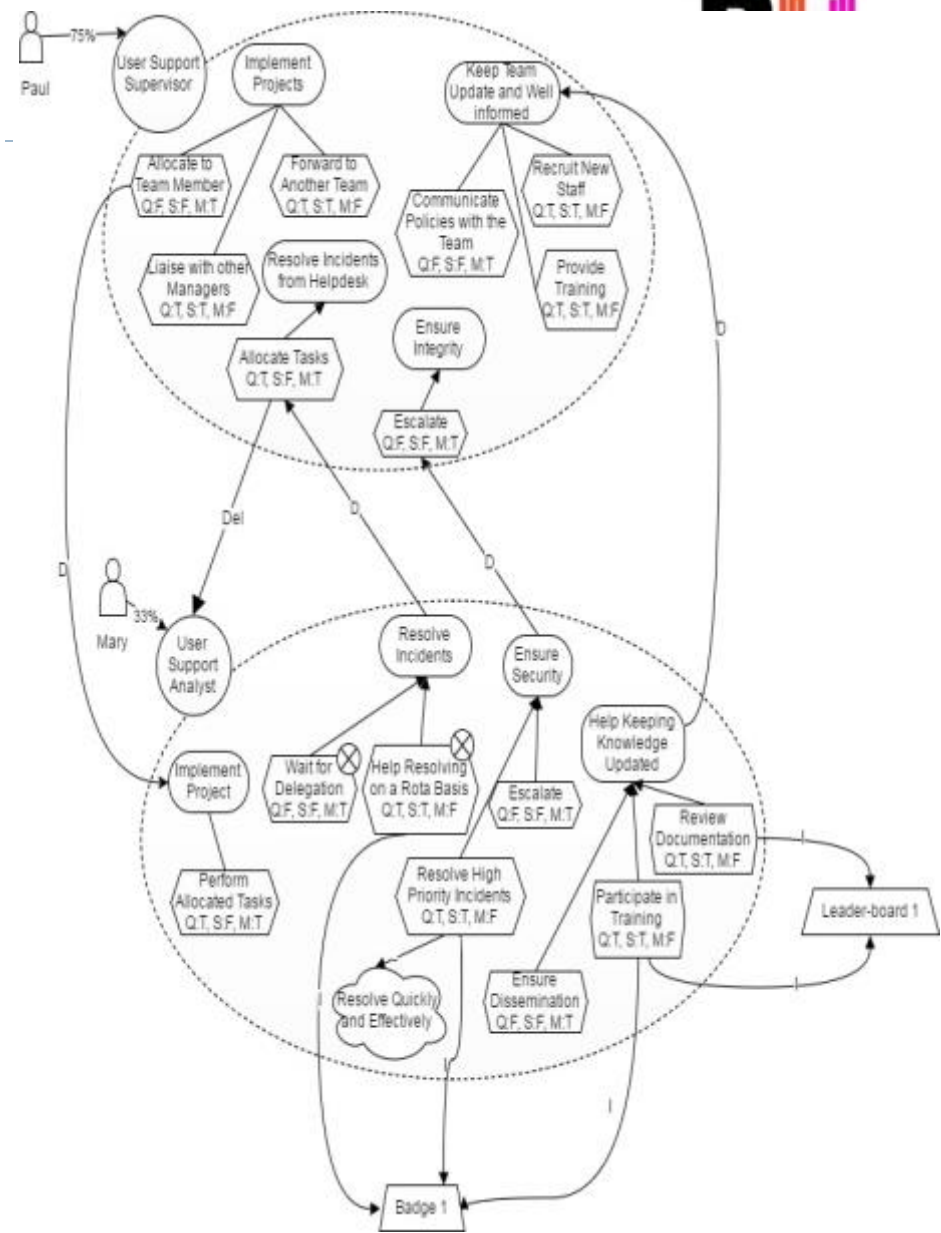 75%
Paul
User Support
Supervisor
Implement
Projects
Keep Team
Update and Well
informed
Allocate to
Team Member
Q:F, S:F, M:T
Forward to
Another Team
Q:T, S:T, M:F
Communicate
Policies with the
Team
Q:F, S:F, M:T
Recruit New
Staff
Q:T, S:T, M:F
Liaise with other
Managers
Q:T, S:T, M:F
Resolve Incidents
from Helpdesk
Provide
Training
Q:T, S:T, M:F
Ensure
Integrity
Allocate Tasks
Q:T, S:F, M:T
Escalate
Q:F, S:F, M:T
D
D
D
D
Del
33%
Mary
User
Support
Analyst
Resolve
Incidents
Ensure
Security
Help Keeping
Knowledge
Updated
Implement
Project
Wait for
Delegation
Q:F, S:F, M:T
Help Resolving
on a Rota Basis
Q:T, S:T, M:F
Escalate
Q:F, S:F, M:T
Review
Documentation
Q:T, S:T, M:F
Perform
Allocated Tasks
Q:T, S:F, M:T
Resolve High
Priority Incidents
Q:T, S:T, M:F
Participate in
Training
Q:T, S:T, M:F
Leader-board 1
Resolve Quickly
and Effectively
Ensure
Dissemination
Q:F, S:F, M:T
I
I
I
I
I
Badge 1